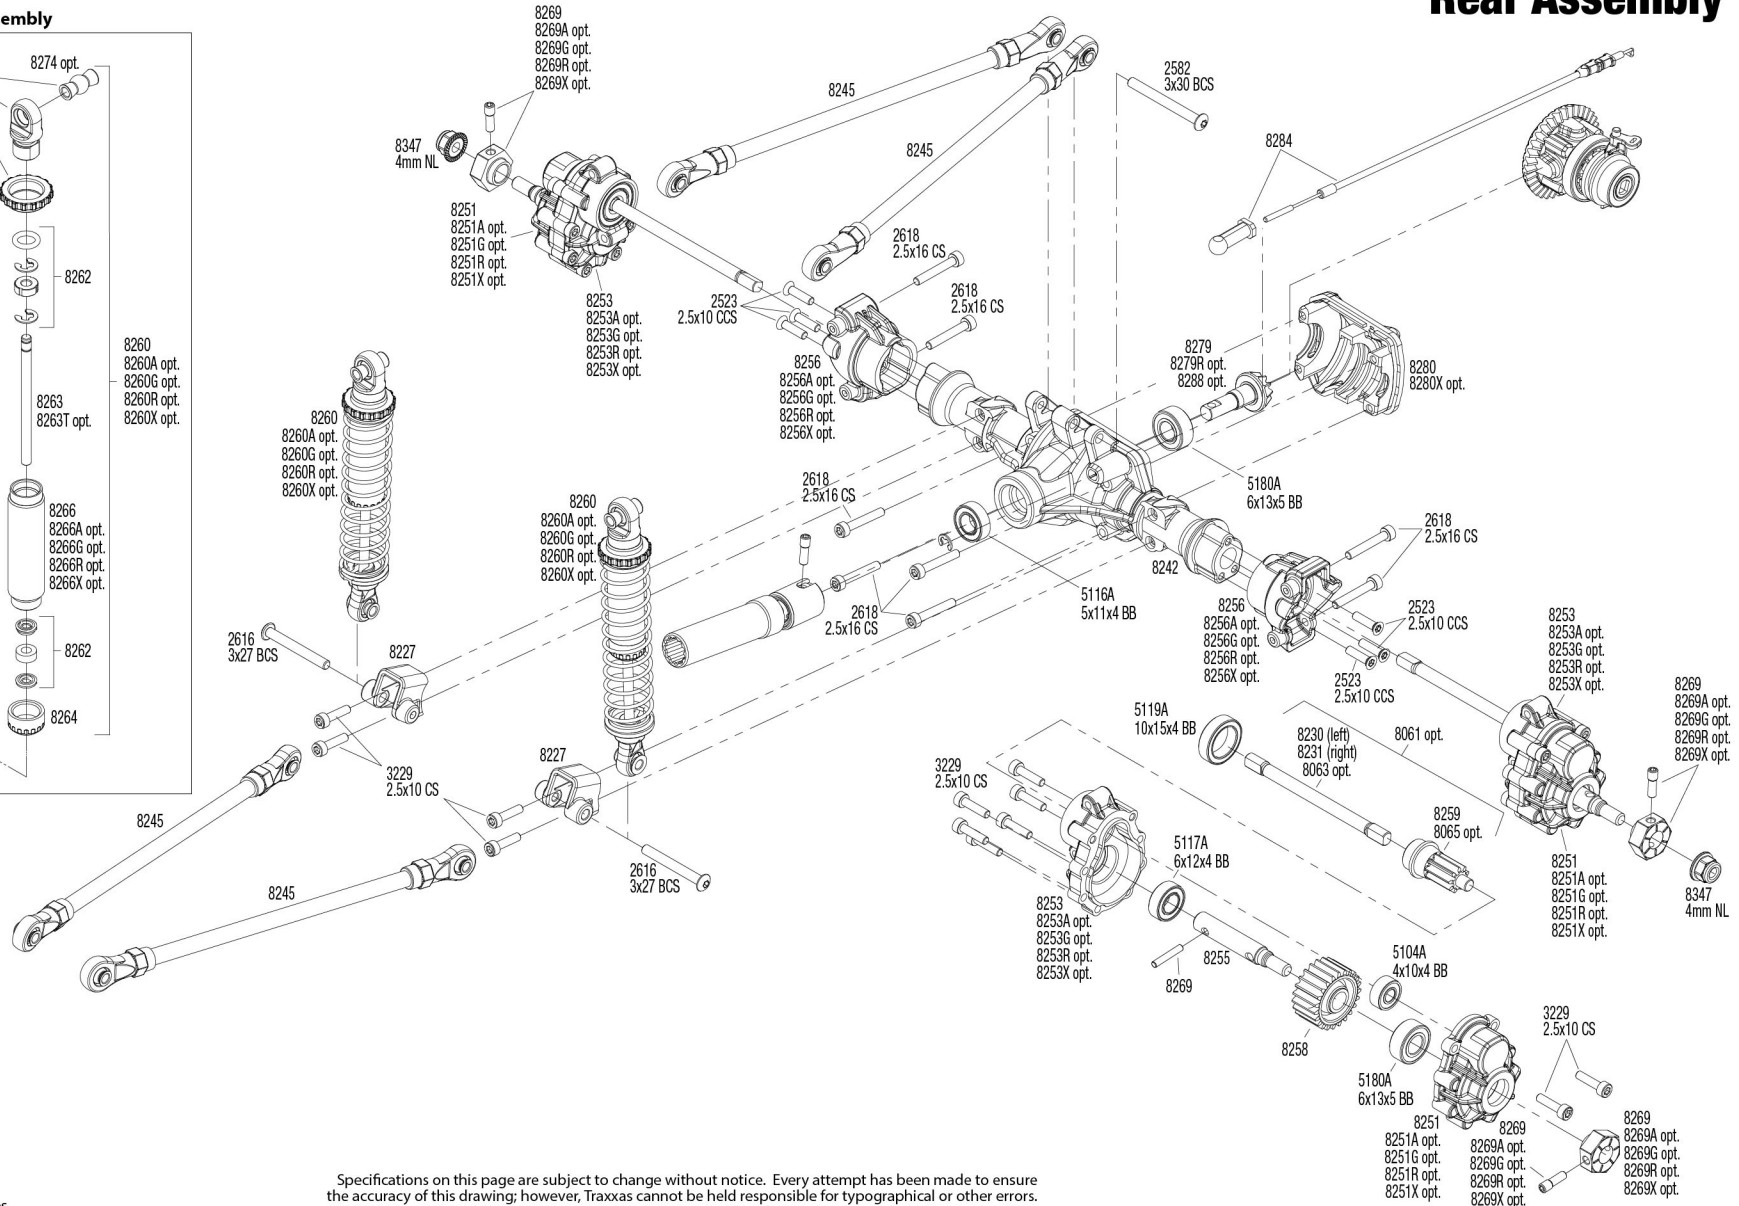 embly
Rear Assembly
8274 opt.
8262
8263
8263T opt.
8260
8260A opt.
8260G opt.
8260R opt.
8260X opt.
8266
8266A opt.
8266G opt.
8266R opt.
8266X opt.
8262
8264
8269
8269A opt.
8269G opt.
8269R opt.
8269X opt.
8347
4mm NL
8251
8251A opt.
8251G opt.
8251R opt.
8251X opt.
8253
8253A opt.
8253G opt.
8253R opt.
8253X opt.
8245
8245
2582
3x30 BCS
8284
2618
2.5x16 CS
2618
2.5x16 CS
2523
2.5x10 CCS
8256
8256A opt.
8256G opt.
8256R opt.
8256X opt.
8279
8279R opt.
8288 opt.
8280
8280X opt.
5180A
6x13x5 BB
8260
8260A opt.
8260G opt.
8260R opt.
8260X opt.
8260
8260A opt.
8260G opt.
8260R opt.
8260X opt.
2618
2.5x16 CS
2618
2.5x16 CS
5116A
5x11x4 BB
8242
2618
2.5x16 CS
8256
8256A opt.
8256G opt.
8256R opt.
8256X opt.
2523
2.5x10 CCS
2523
2.5x10 CCS
8253
8253A opt.
8253G opt.
8253R opt.
8253X opt.
8269
8269A opt.
8269G opt.
8269R opt.
8269X opt.
2616
3x27 BCS
8227
8227
3229
2.5x10 CS
2616
3x27 BCS
8245
8245
5119A
10x15x4 BB
8230 (left)
8231 (right)
8063 opt.
8061 opt.
8259
8065 opt.
3229
2.5x10 CS
5117A
6x12x4 BB
8253
8253A opt.
8253G opt.
8253R opt.
8253X opt.
8255
8269
5104A
4x10x4 BB
8258
8251
8251A opt.
8251G opt.
8251R opt.
8251X opt.
8347
4mm NL
3229
2.5x10 CS
5180A
6x13x5 BB
8251
8251A opt.
8251G opt.
8251R opt.
8251X opt.
8269
8269A opt.
8269G opt.
8269R opt.
8269X opt.
8269
8269A opt.
8269G opt.
8269R opt.
8269X opt.
Specifications on this page are subject to change without notice. Every attempt has been made to ensure
the accuracy of this drawing; however, Traxxas cannot be held responsible for typographical or other errors.